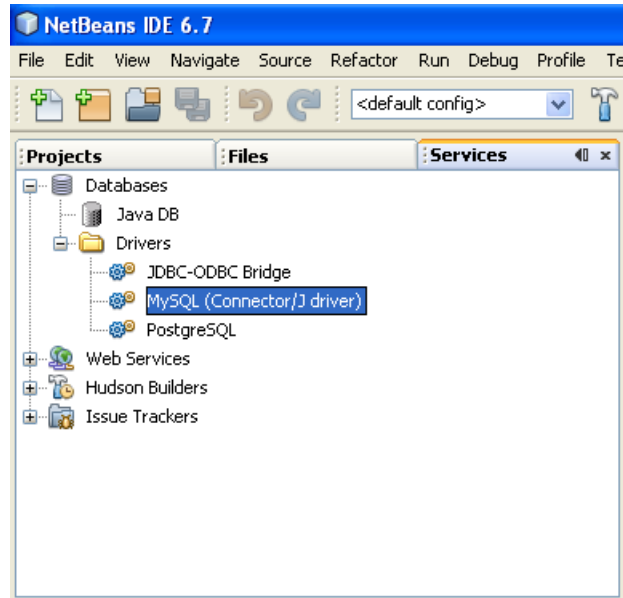 NetBeans IDE 6.7
File Edit View Navigate Source Refactor Run Debug Profile Te
<default config>
Projects Files Services
Databases
Java DB
Drivers
JDBC-ODBC Bridge
MySQL (Connector/J driver)
PostgreSQL
Web Services
Hudson Builders
Issue Trackers